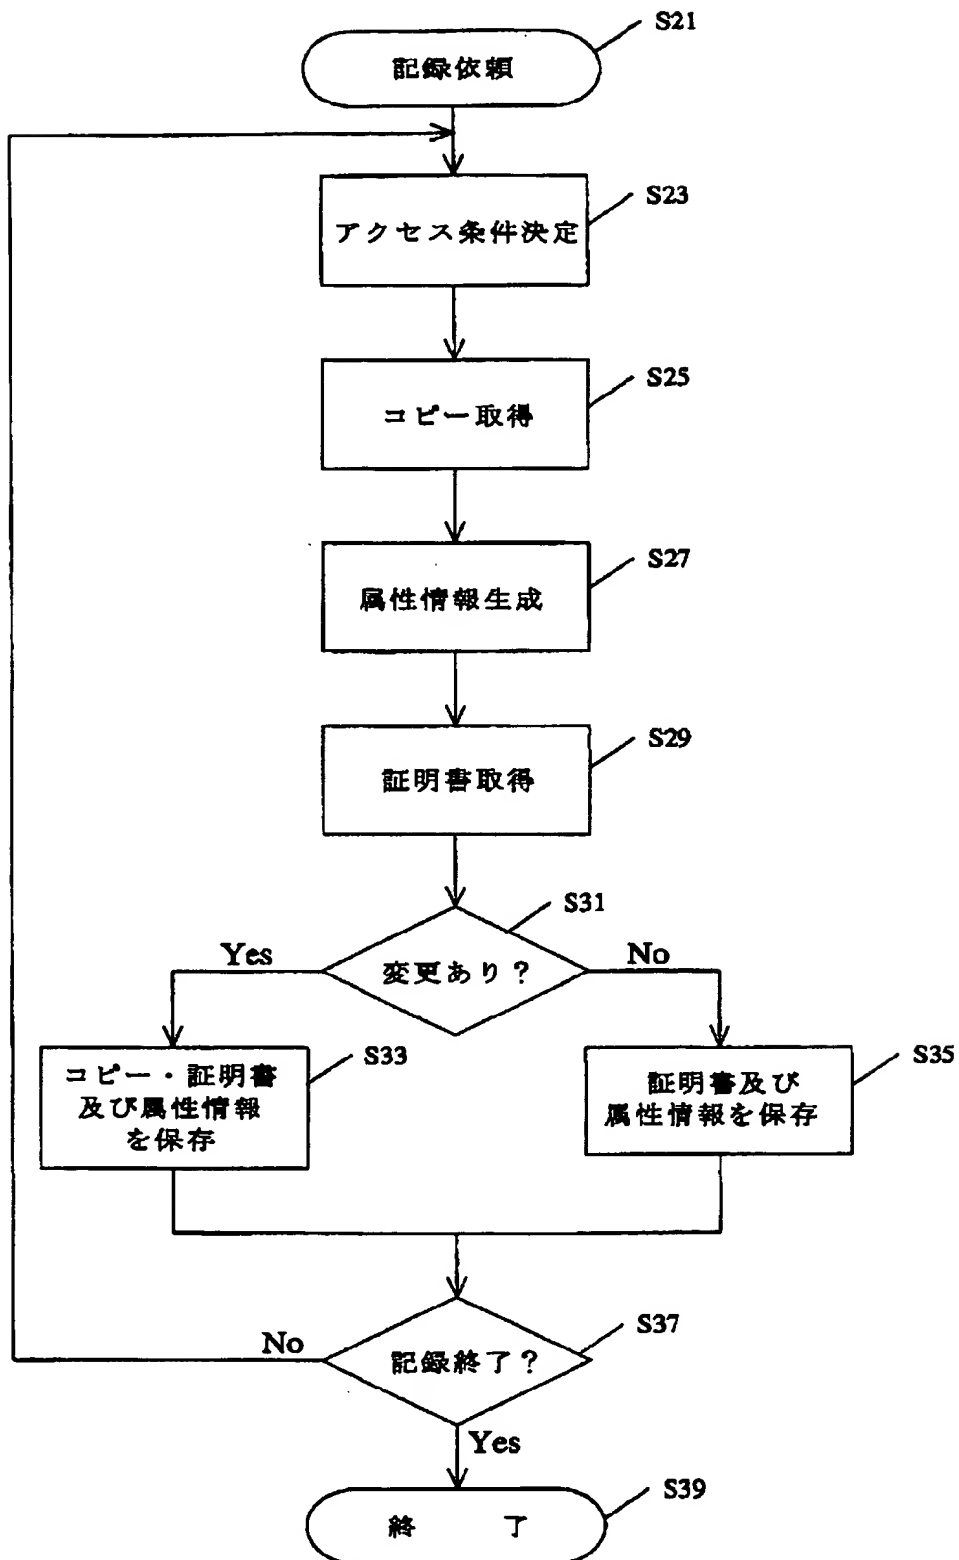 S21
記録依頼
S23
アクセス条件決定
S25
コピー取得
S27
属性情報生成
S29
証明書取得
S31
Yes
変更あり?
No
S33
コピー・証明書
及び属性情報
を保存
S35
証明書及び
属性情報を保存
S37
No
記録終了?
Yes
S39
終 了